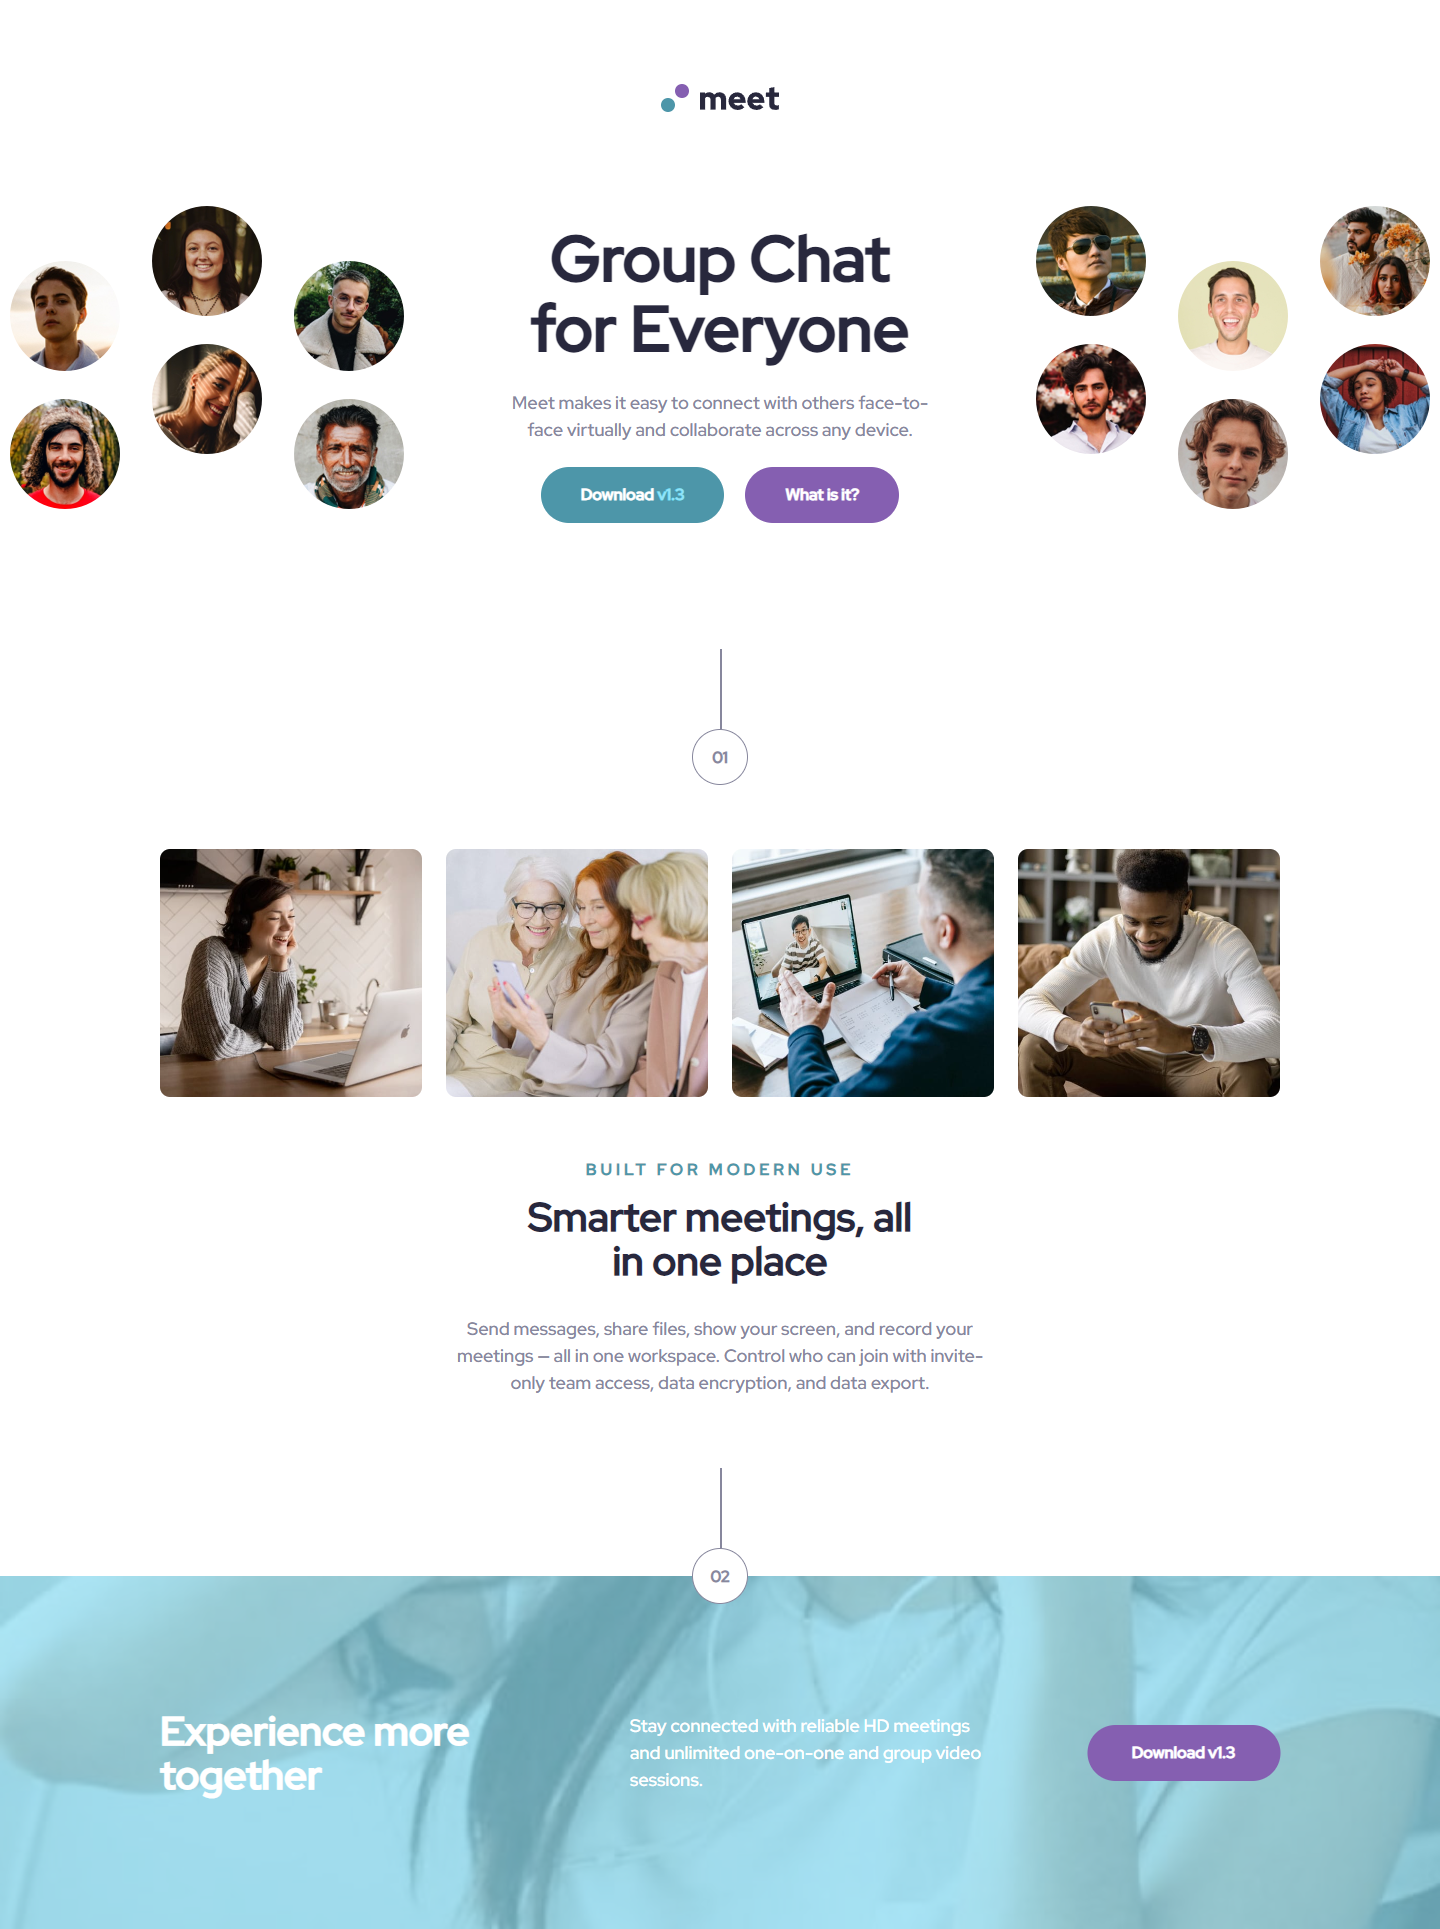 meet
Group Chat
for Everyone
Meet makes it easy to connect with others face-to-
face virtually and collaborate across any device.
Download v1.3
What is it?
01
BUILT FOR MODERN USE
Smarter meetings, all
in one place
Send messages, share files, show your screen, and record your
meetings — all in one workspace. Control who can join with invite-
only team access, data encryption, and data export.
02
Experience more
together
Stay connected with reliable HD meetings
and unlimited one-on-one and group video
sessions.
Download v1.3